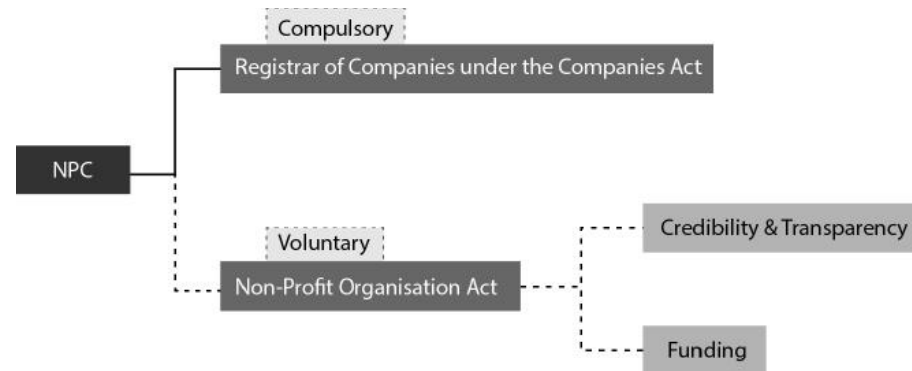 Compulsory
Registrar of Companies under the Companies Act
NPC
Voluntary
Non-Profit Organisation Act
Credibility & Transparency
Funding